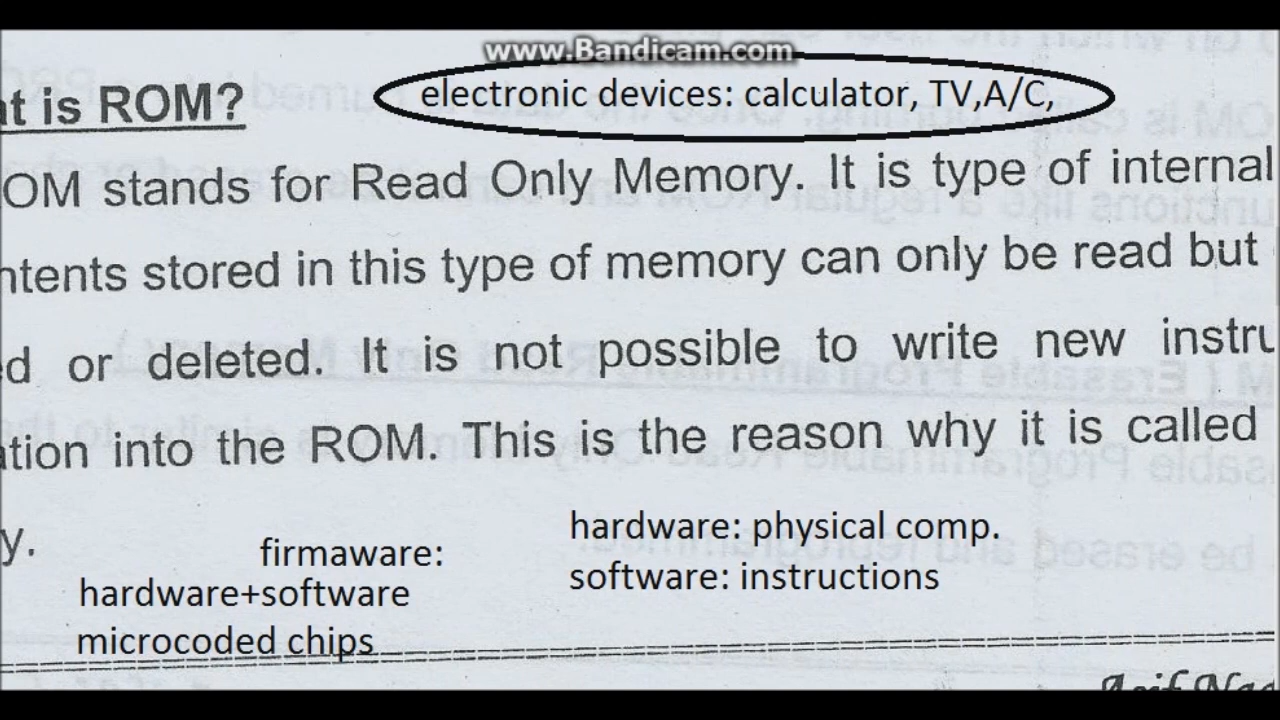 www.Bandicam.com
electronic devices: calculator, TV,A/C,
at is ROM?
OM stands for Read Only Memory. It is type of internal
ntents stored in this type of memory can only be read but
ed or deleted. It is not possible to write new instru
ation into the ROM. This is the reason why it is called
y.
hardware: physical comp.
firmaware:
software: instructions
hardware+software
microcoded chips